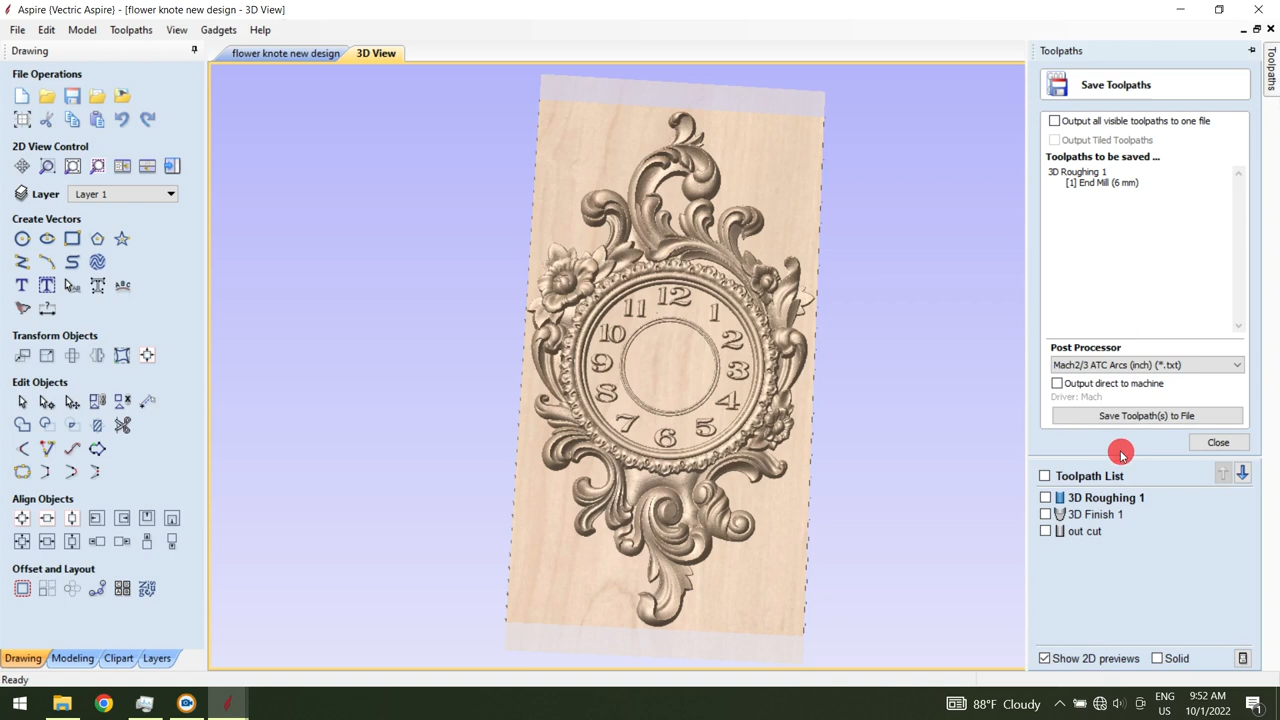 Aspire {Vectric Aspire} - [flower knote new design - 3D View]
File Edit Model Toolpaths View Gadgets Help
Drawing
File Operations
2D View Control
Layer Layer 1
Create Vectors
Transform Objects
Edit Objects
Align Objects
Offset and Layout
Drawing Modeling Clipart Layers
Ready
flower knote new design 3D View
12
1
2
3
4
5
6
7
8
9
10
11
Toolpaths
Toolpaths
Save Toolpaths
Output all visible toolpaths to one file
Output Tiled Toolpaths
Toolpaths to be saved ...
3D Roughing 1
[1] End Mill (6 mm)
Post Processor
Mach2/3 ATC Arcs (inch) (*.txt)
Output direct to machine
Driver: Mach
Save Toolpath(s) to File
Close
Toolpath List
3D Roughing 1
3D Finish 1
out cut
Show 2D previews Solid
88°F Cloudy
ENG
US
9:52 AM
10/1/2022
1